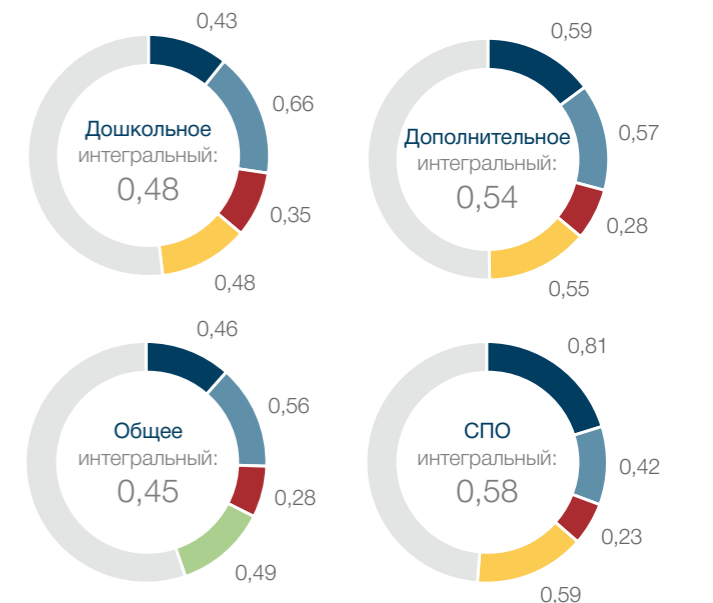 0,43
0,66
Дошкольное
интегральный:
0,48
0,35
0,48
0,59
0,57
Дополнительное
интегральный:
0,54
0,28
0,55
0,46
0,56
Общее
интегральный:
0,45
0,28
0,49
0,81
СПО
интегральный:
0,58
0,42
0,23
0,59